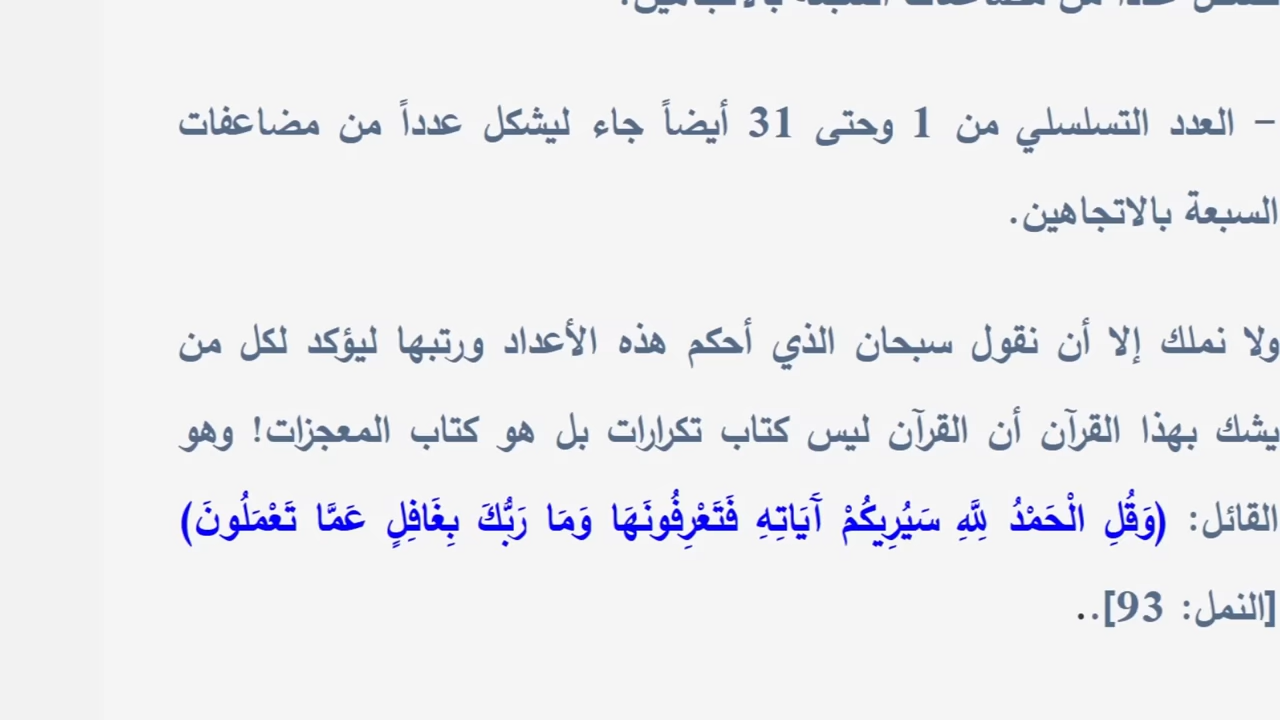 - العدد التسلسلي من 1 وحتى 31 أيضاً جاء ليشكل عدداً من مضاعفات
السبعة بالاتجاهين.
ولا نملك إلا أن نقول سبحان الذي أحكم هذه الأعداد ورتبها ليؤكد لكل من
يشك بهذا القرآن أن القرآن ليس كتاب تكرارات بل هو كتاب المعجزات! وهو
القائل: (وَقُلِ الْحَمْدُ لِلَّهِ سَيُرِيكُمْ آَيَاتِهِ فَتَعْرِفُونَهَا وَمَا رَبُّكَ بِغَافِلٍ عَمَّا تَعْمَلُونَ)
[النمل: 93]..